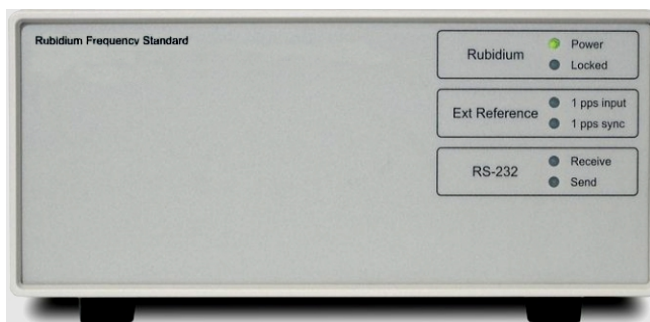 Rubidium Frequency Standard
Rubidium
Power
Locked
Ext Reference
1 pps input
1 pps sync
RS-232
Receive
Send